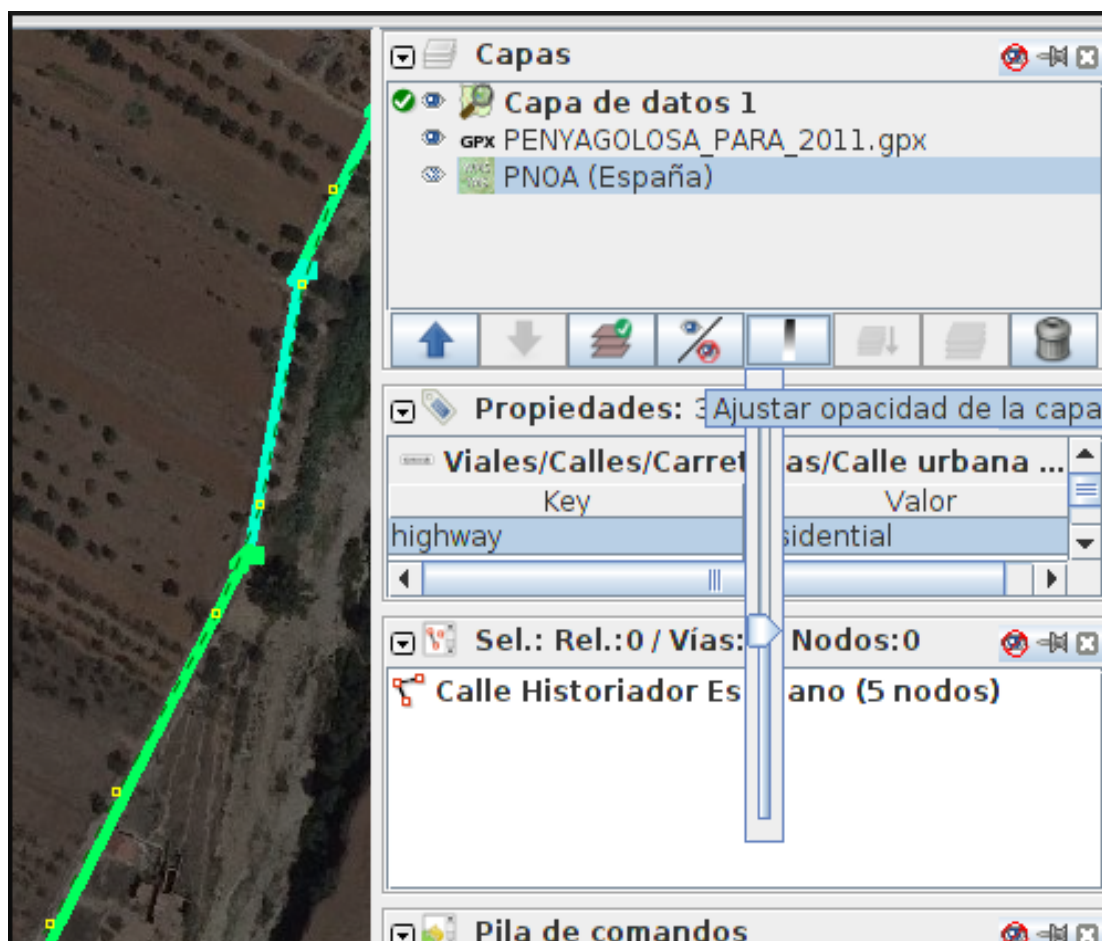 Capas
Capa de datos 1
GPX PENYAGOLOSA_PARA_2011.gpx
PNOA (España)
Propiedades: 3
Ajustar opacidad de la capa
Viales/Calles/Carret as/Calle urbana ...
Key Valor
highway sidential
Sel.: Rel.:0 / Vías: Nodos:0
Calle Historiador Es ano (5 nodos)
Pila de comandos